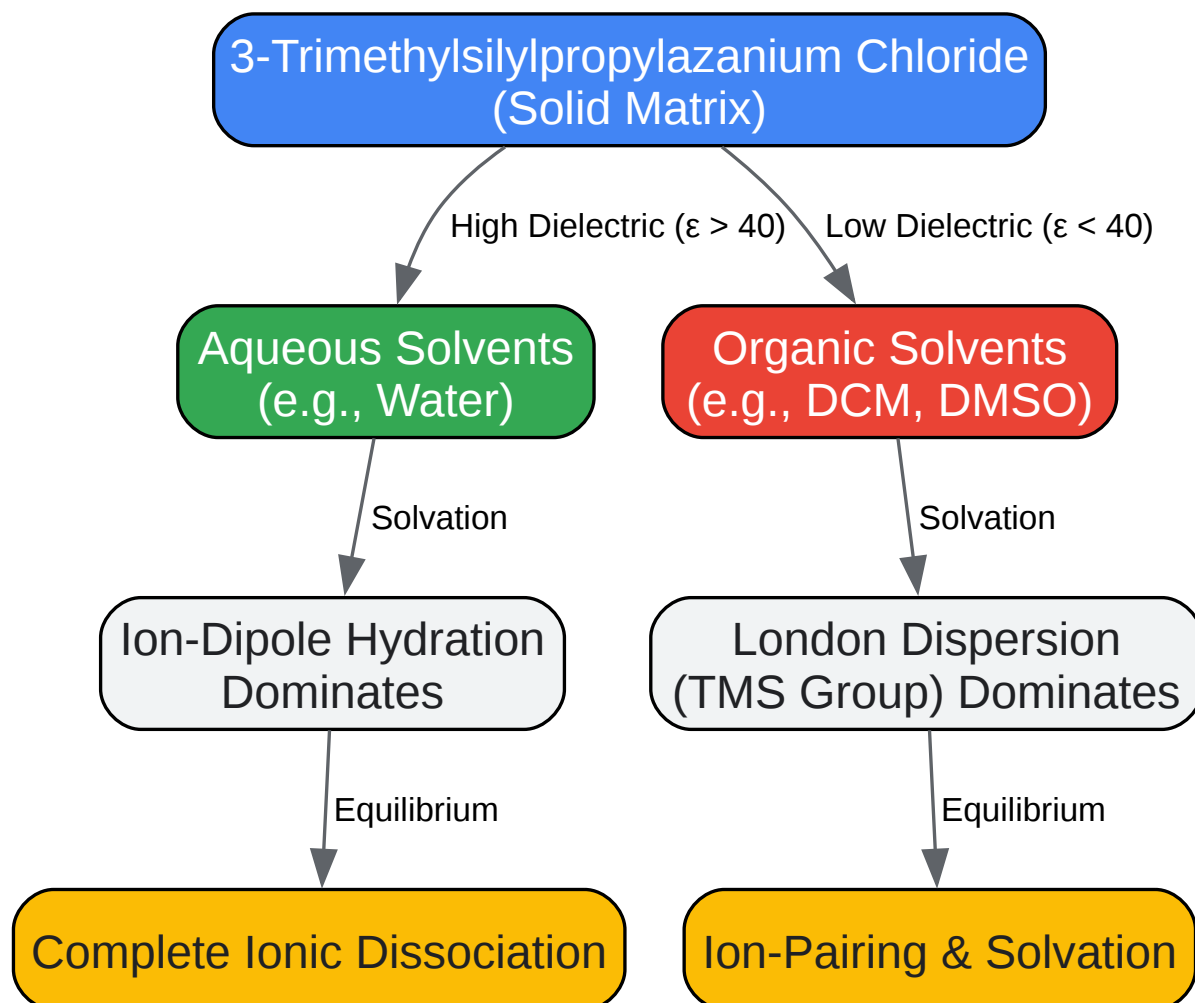 3-Trimethylsilylpropylazanium Chloride
(Solid Matrix)
High Dielectric (ε > 40)
Low Dielectric (ε < 40)
Aqueous Solvents
(e.g., Water)
Organic Solvents
(e.g., DCM, DMSO)
Solvation
Solvation
Ion-Dipole Hydration
Dominates
London Dispersion
(TMS Group) Dominates
Equilibrium
Equilibrium
Complete Ionic Dissociation
Ion-Pairing & Solvation